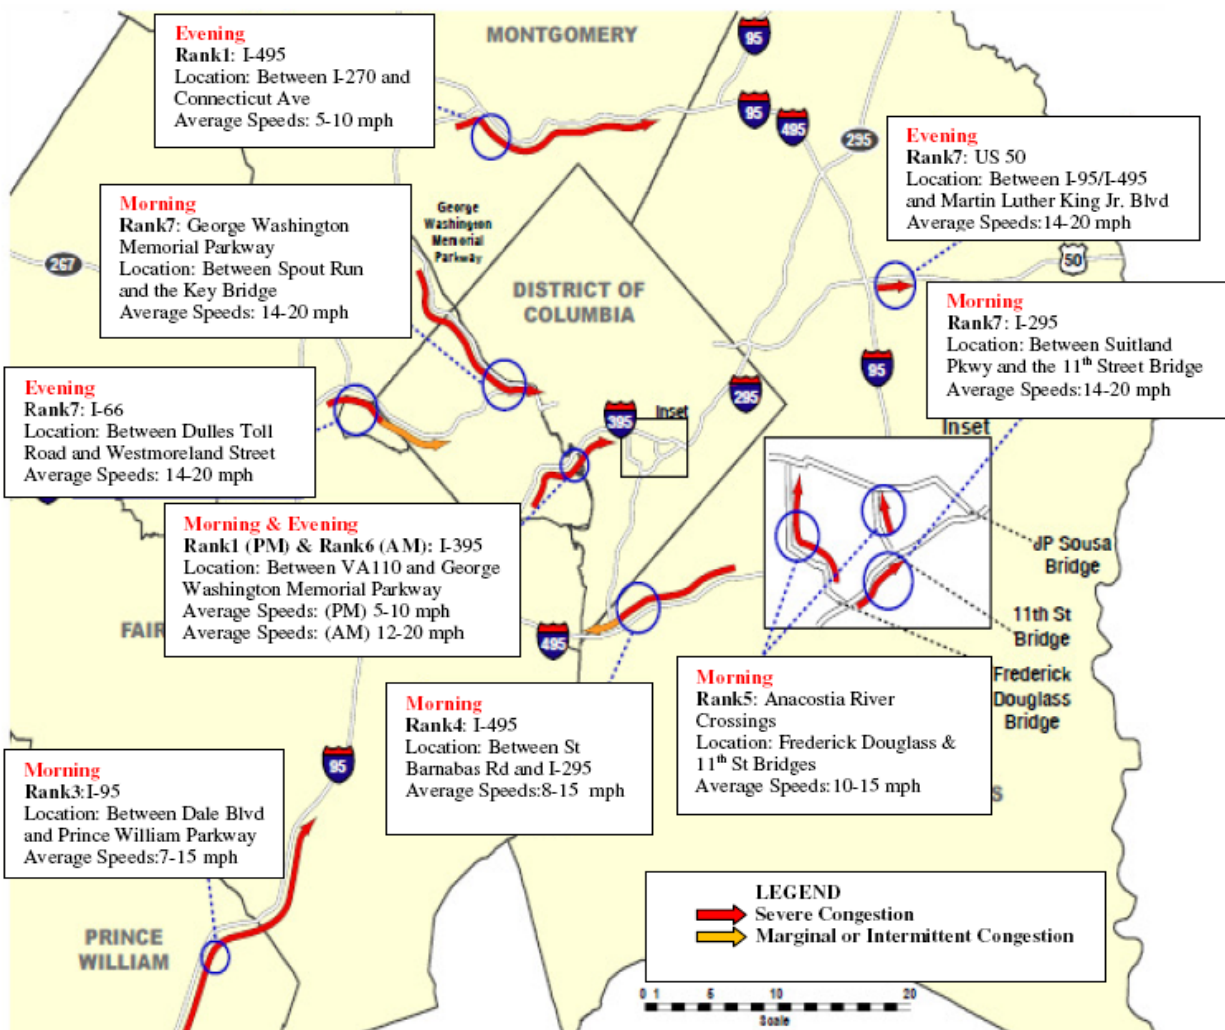 Evening
Rank1: I-495
Location: Between I-270 and
Connecticut Ave
Average Speeds: 5-10 mph
MONTGOMERY
95
95
495
295
Evening
Rank7: US 50
Location: Between I-95/I-495
and Martin Luther King Jr. Blvd
Average Speeds:14-20 mph
50
Morning
Rank7: George Washington
Memorial Parkway
Location: Between Spout Run
and the Key Bridge
Average Speeds: 14-20 mph
George
Washington
Memorial
Parkway
267
DISTRICT OF
COLUMBIA
Morning
Rank7: I-295
Location: Between Suitland
Pkwy and the 11th Street Bridge
Average Speeds:14-20 mph
95
295
395
Inset
Inset
Evening
Rank7: I-66
Location: Between Dulles Toll
Road and Westmoreland Street
Average Speeds: 14-20 mph
Morning & Evening
Rank1 (PM) & Rank6 (AM): I-395
Location: Between VA110 and George
Washington Memorial Parkway
Average Speeds: (PM) 5-10 mph
Average Speeds: (AM) 12-20 mph
JP Sousa
Bridge
11th St
Bridge
Frederick
Douglass
Bridge
FAIR
495
Morning
Rank4: I-495
Location: Between St
Barnabas Rd and I-295
Average Speeds:8-15 mph
Morning
Rank5: Anacostia River
Crossings
Location: Frederick Douglass &
11th St Bridges
Average Speeds:10-15 mph
S
95
Morning
Rank3:I-95
Location: Between Dale Blvd
and Prince William Parkway
Average Speeds:7-15 mph
PRINCE
WILLIAM
LEGEND
Severe Congestion
Marginal or Intermittent Congestion
0 1 5 10 20
Scale